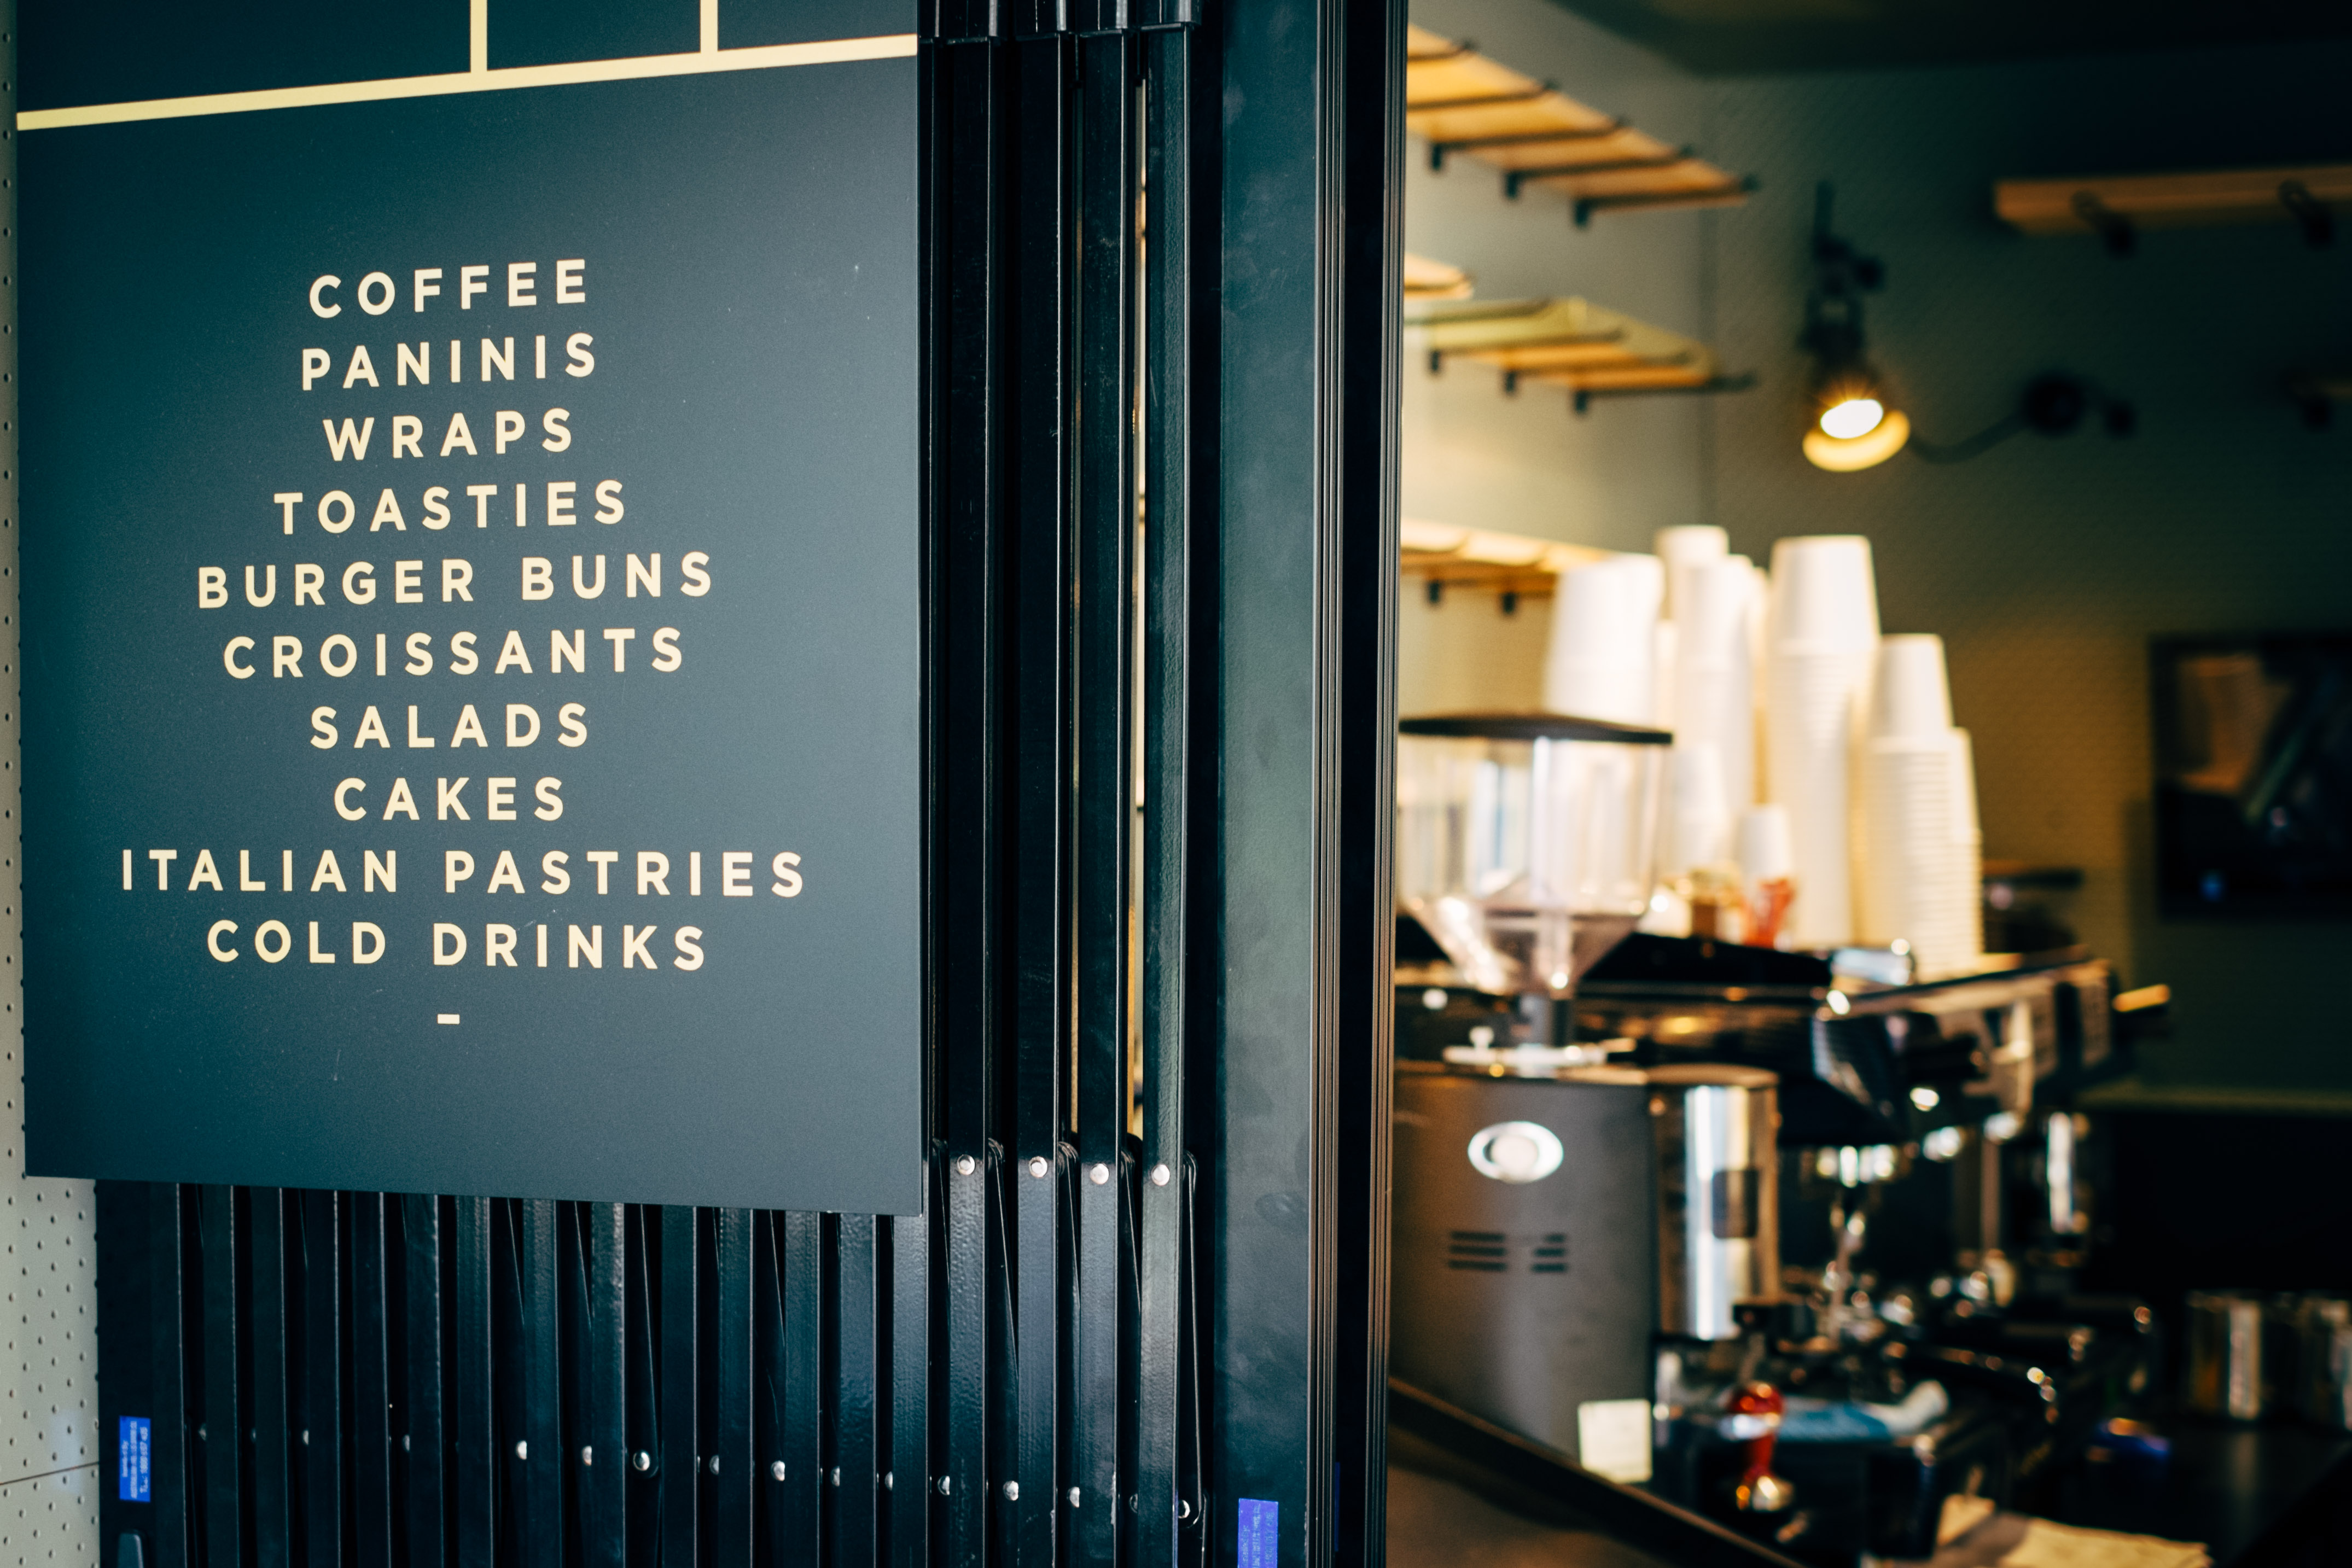 COFFEE
PANINIS
WRAPS
TOASTIES
BURGER BUNS
CROISSANTS
SALADS
CAKES
ITALIAN PASTRIES
COLD DRINKS
-